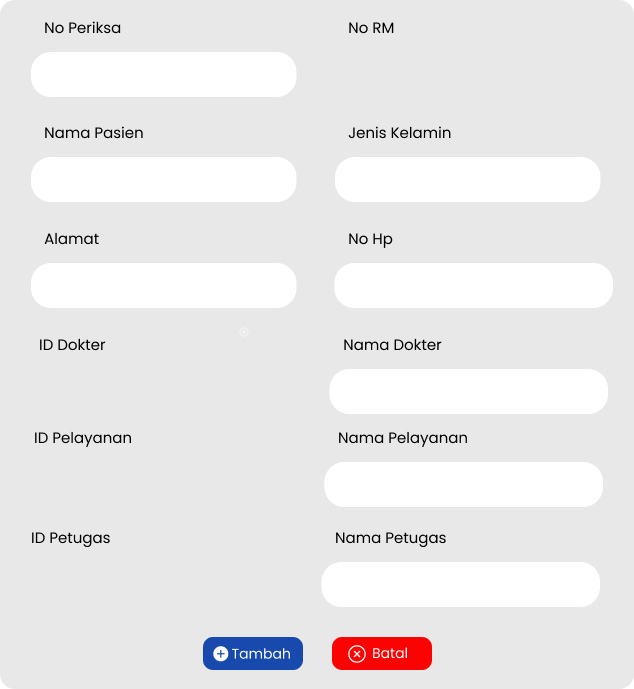 No Periksa
No RM
Nama Pasien
Jenis Kelamin
Alamat
No Hp
ID Dokter
Nama Dokter
ID Pelayanan
Nama Pelayanan
ID Petugas
Nama Petugas
Tambah
Batal